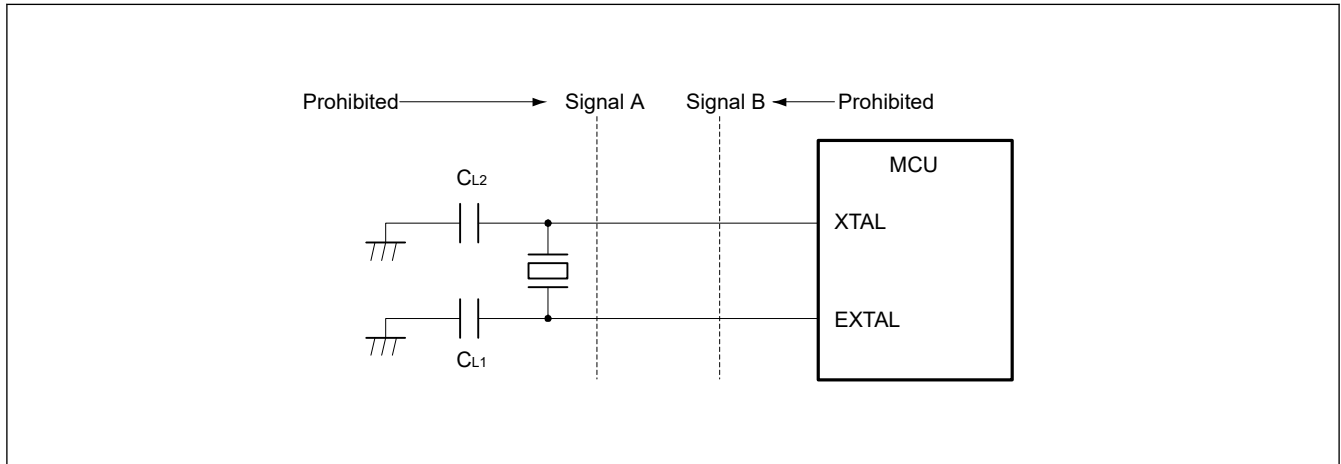 Prohibited Signal A Signal B Prohibited
MCU
CL2
XTAL
EXTAL
CL1